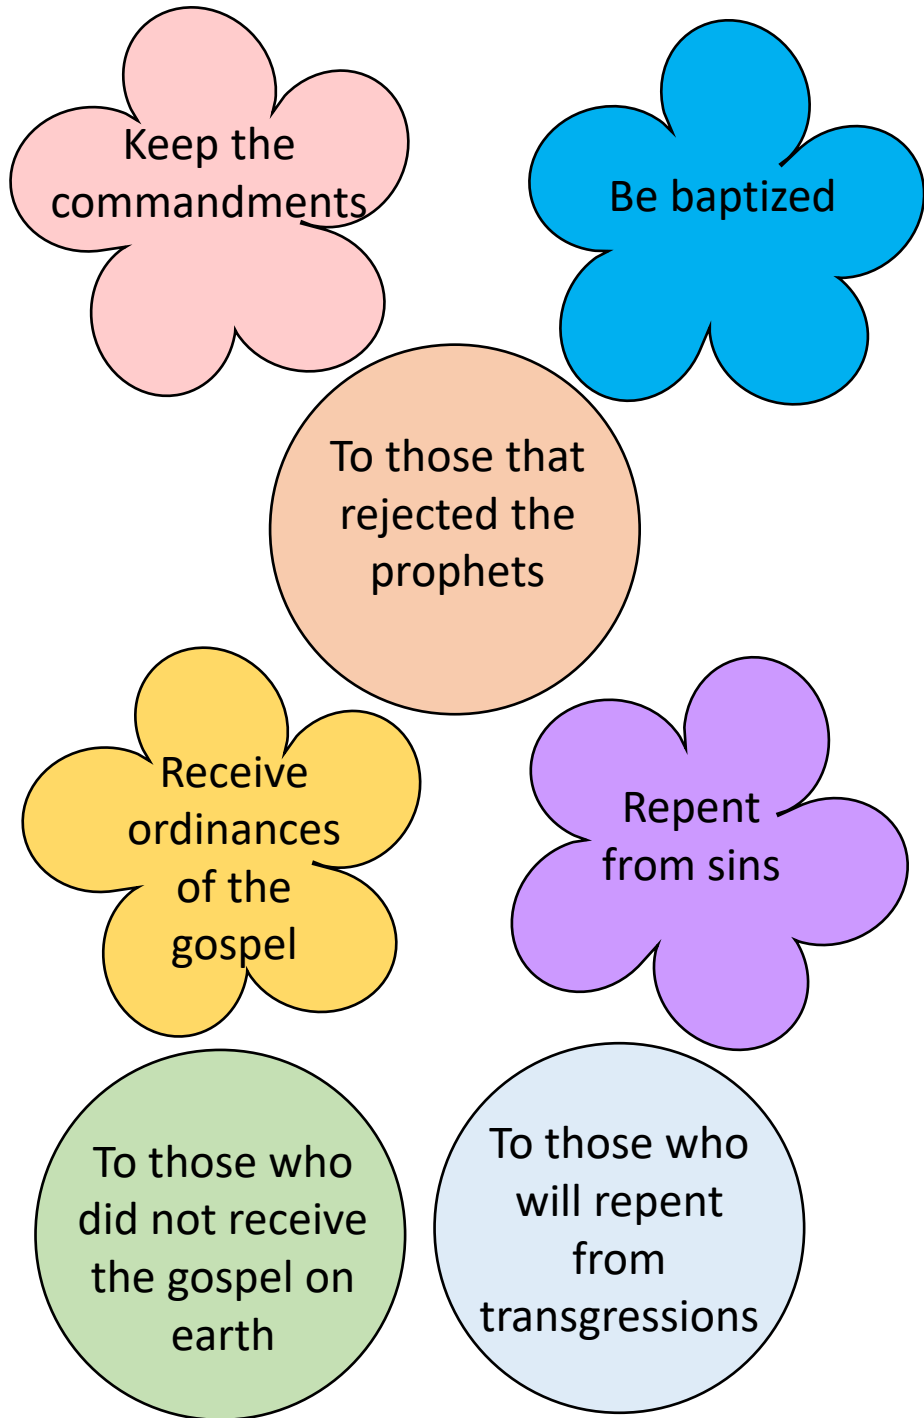 Keep the
commandments
Be baptized
To those that
rejected the
prophets
Receive
ordinances
of the
gospel
Repent
from sins
To those who
did not receive
the gospel on
earth
To those who
will repent
from
transgressions